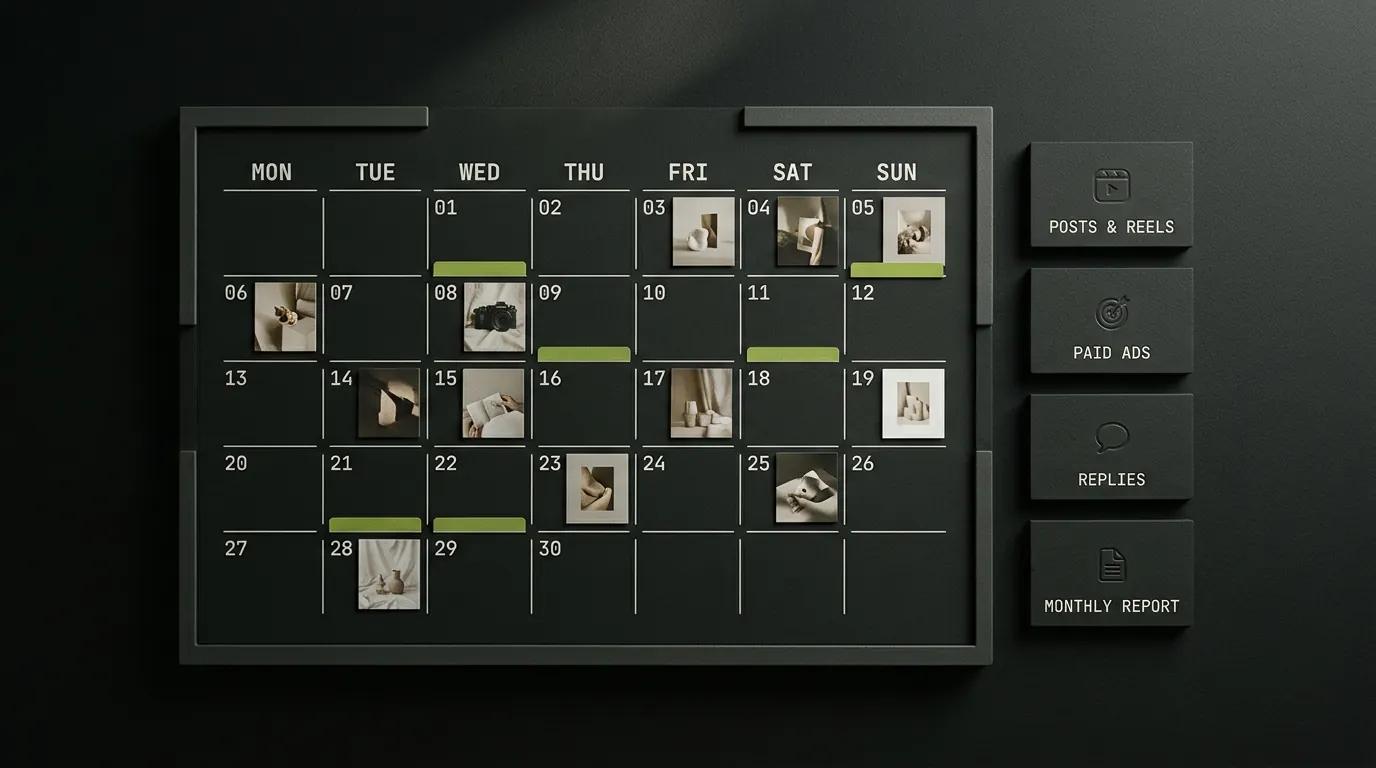 MON TUE WED THU FRI SAT SUN
01 02 03 04 05
06 07 08 09 10 11 12
13 14 15 16 17 18 19
20 21 22 23 24 25 26
27 28 29 30
POSTS & REELS
PAID ADS
REPLIES
MONTHLY REPORT